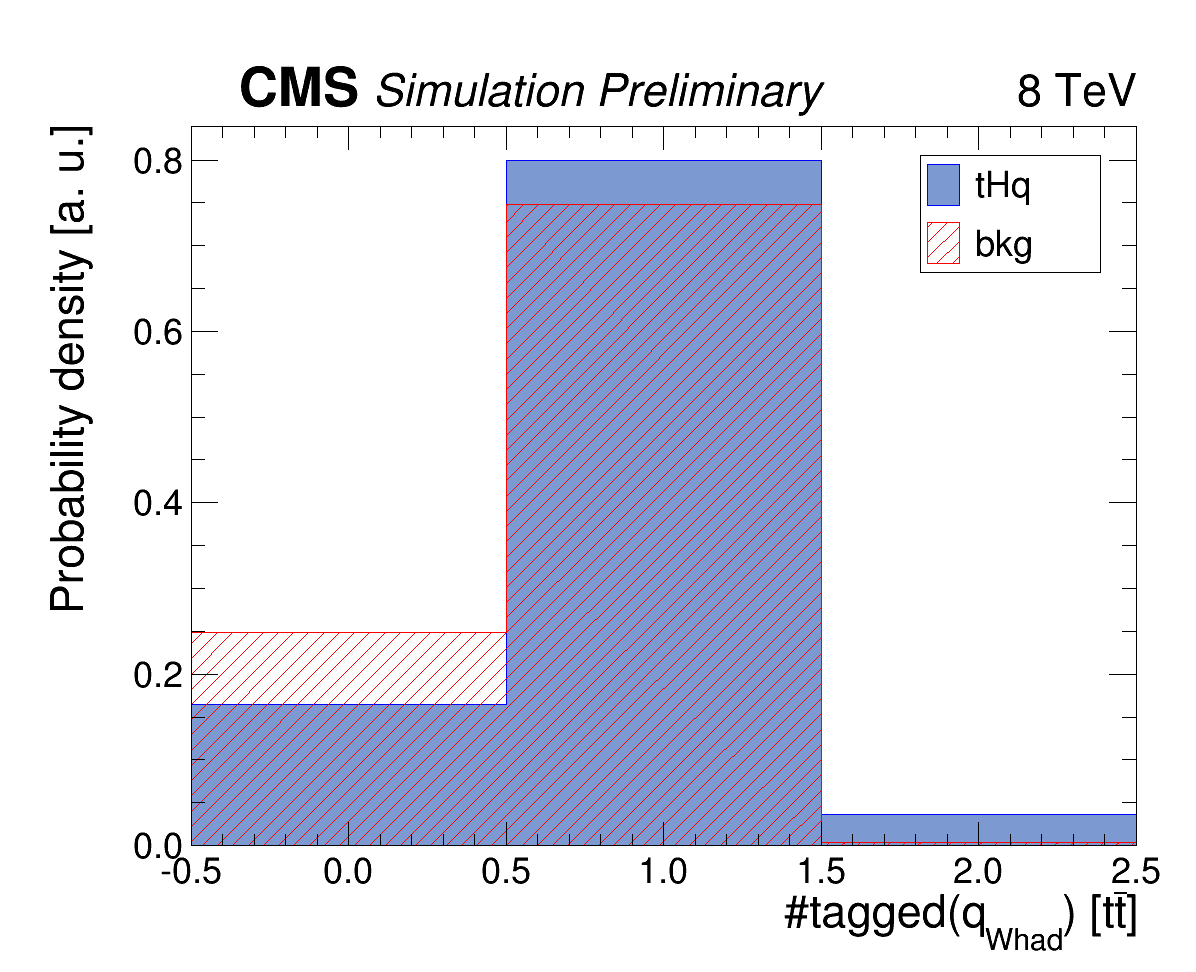 CMS Simulation Preliminary 8 TeV
Probability density [a. u.]
0.8
0.6
0.4
0.2
0.0
tHq
bkg
-0.5 0.0 0.5 1.0 1.5 2.0 2.5
#tagged(q_Whad) [tt̄]